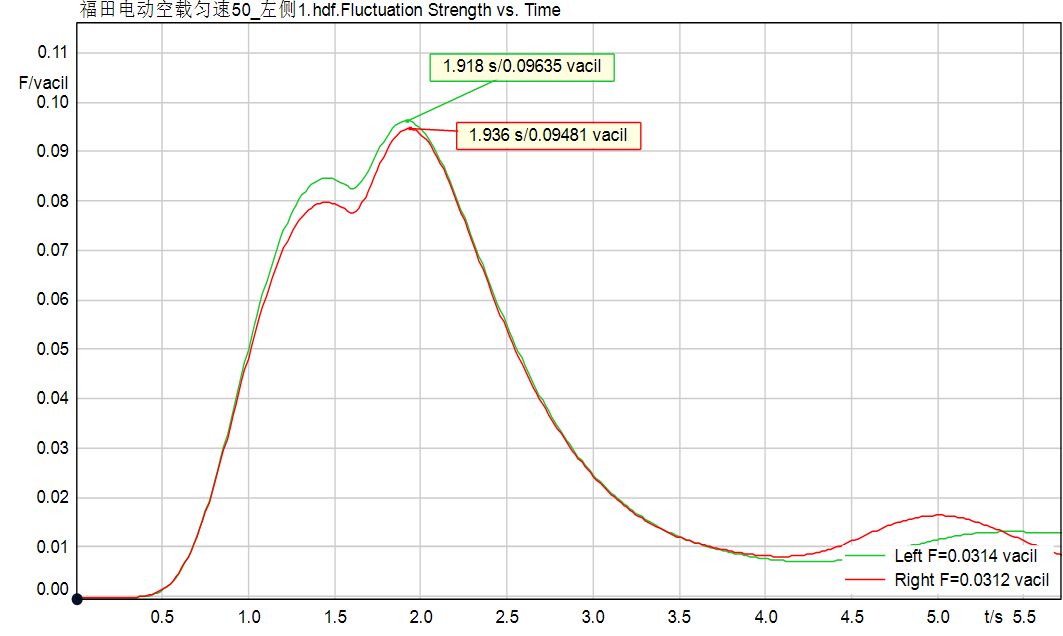 福田电动空载匀速50_左侧1.hdf.Fluctuation Strength vs. Time
0.11
F/vacil
0.10
0.09
0.08
0.07
0.06
0.05
0.04
0.03
0.02
0.01
0.00
1.918 s/0.09635 vacil
1.936 s/0.09481 vacil
Left F=0.0314 vacil
Right F=0.0312 vacil
0.5 1.0 1.5 2.0 2.5 3.0 3.5 4.0 4.5 5.0 t/s 5.5